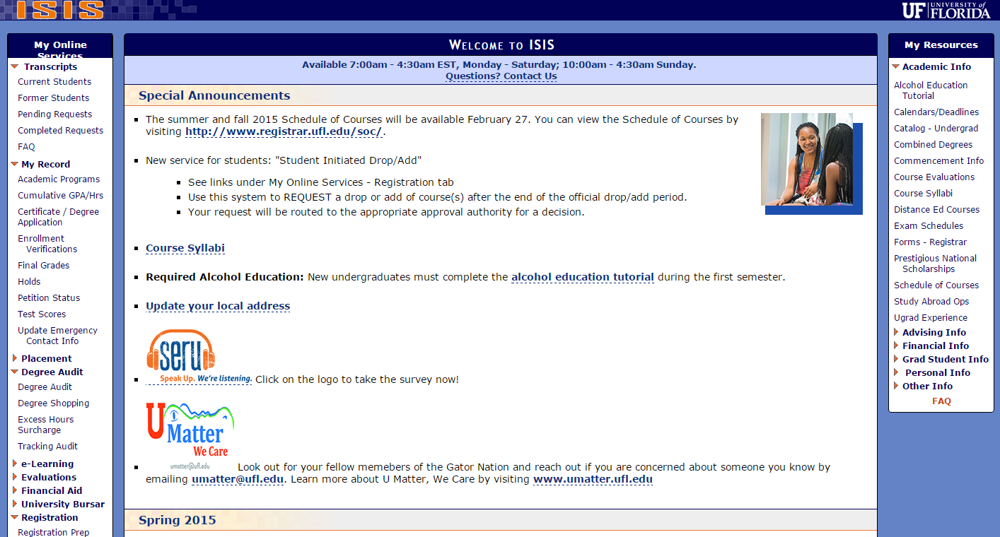 ISIS
UF UNIVERSITY of FLORIDA
My Online
Services
Transcripts
Current Students
Former Students
Pending Requests
Completed Requests
FAQ
My Record
Academic Programs
Cumulative GPA/Hrs
Certificate / Degree
Application
Enrollment
Verifications
Final Grades
Holds
Petition Status
Test Scores
Update Emergency
Contact Info
Placement
Degree Audit
Degree Audit
Degree Shopping
Excess Hours
Surcharge
Tracking Audit
e-Learning
Evaluations
Financial Aid
University Bursar
Registration
Registration Prep
WELCOME TO ISIS
Available 7:00am - 4:30am EST, Monday - Saturday; 10:00am - 4:30am Sunday.
Questions? Contact Us
Special Announcements
The summer and fall 2015 Schedule of Courses will be available February 27. You can view the Schedule of Courses by
visiting http://www.registrar.ufl.edu/soc/.
New service for students: "Student Initiated Drop/Add"
See links under My Online Services - Registration tab
Use this system to REQUEST a drop or add of course(s) after the end of the official drop/add period.
Your request will be routed to the appropriate approval authority for a decision.
Course Syllabi
Required Alcohol Education: New undergraduates must complete the alcohol education tutorial during the first semester.
Update your local address
seru
Speak Up. We're listening. Click on the logo to take the survey now!
U Matter
We Care
umatter@ufl.edu Look out for your fellow memebers of the Gator Nation and reach out if you are concerned about someone you know by
emailing umatter@ufl.edu. Learn more about U Matter, We Care by visiting www.umatter.ufl.edu
Spring 2015
My Resources
Academic Info
Alcohol Education
Tutorial
Calendars/Deadlines
Catalog - Undergrad
Combined Degrees
Commencement Info
Course Evaluations
Course Syllabi
Distance Ed Courses
Exam Schedules
Forms - Registrar
Prestigious National
Scholarships
Schedule of Courses
Study Abroad Ops
Ugrad Experience
Advising Info
Financial Info
Grad Student Info
Personal Info
Other Info
FAQ